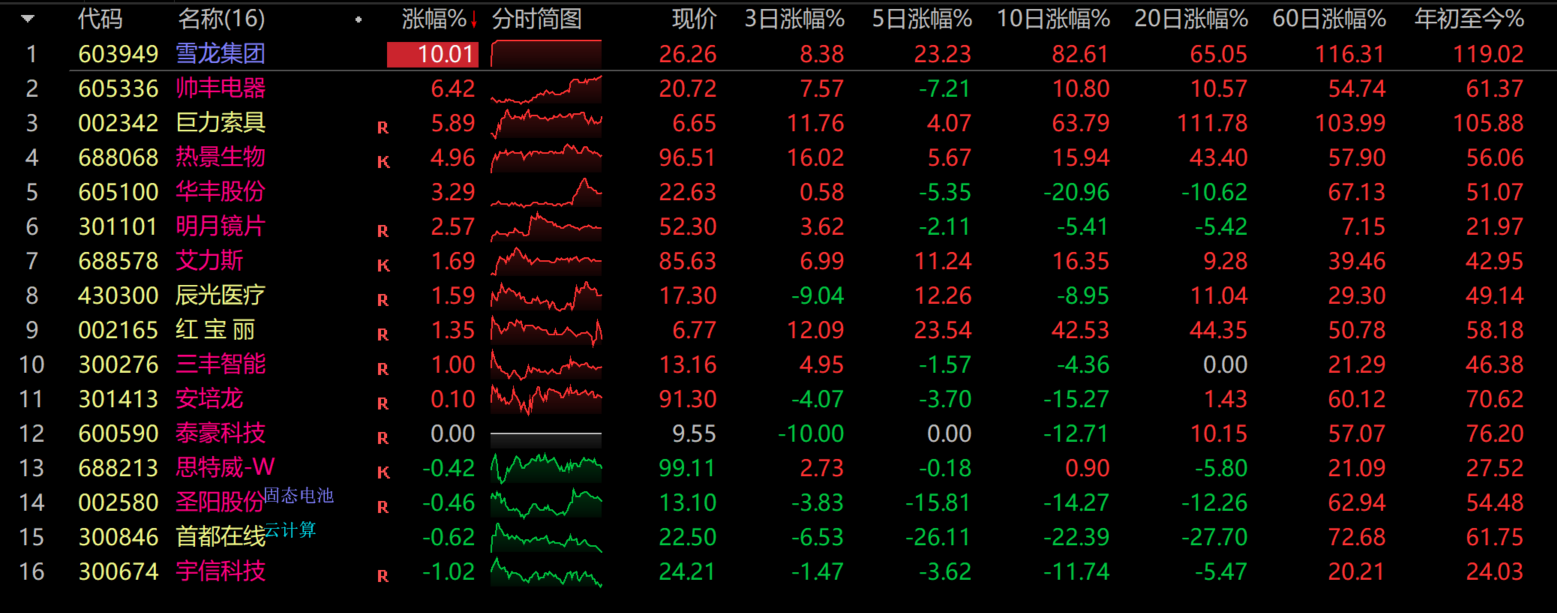 代码 名称(16) • 涨幅%↓ 分时简图 现价 3日涨幅% 5日涨幅% 10日涨幅% 20日涨幅% 60日涨幅% 年初至今%
1 603949 雪龙集团 10.01 26.26 8.38 23.23 82.61 65.05 116.31 119.02
2 605336 帅丰电器 6.42 20.72 7.57 -7.21 10.80 10.57 54.74 61.37
3 002342 巨力索具 R 5.89 6.65 11.76 4.07 63.79 111.78 103.99 105.88
4 688068 热景生物 K 4.96 96.51 16.02 5.67 15.94 43.40 57.90 56.06
5 605100 华丰股份 3.29 22.63 0.58 -5.35 -20.96 -10.62 67.13 51.07
6 301101 明月镜片 R 2.57 52.30 3.62 -2.11 -5.41 -5.42 7.15 21.97
7 688578 艾力斯 K 1.69 85.63 6.99 11.24 16.35 9.28 39.46 42.95
8 430300 辰光医疗 R 1.59 17.30 -9.04 12.26 -8.95 11.04 29.30 49.14
9 002165 红 宝 丽 R 1.35 6.77 12.09 23.54 42.53 44.35 50.78 58.18
10 300276 三丰智能 R 1.00 13.16 4.95 -1.57 -4.36 0.00 21.29 46.38
11 301413 安培龙 R 0.10 91.30 -4.07 -3.70 -15.27 1.43 60.12 70.62
12 600590 泰豪科技 R 0.00 9.55 -10.00 0.00 -12.71 10.15 57.07 76.20
13 688213 思特威-W K -0.42 99.11 2.73 -0.18 0.90 -5.80 21.09 27.52
14 002580 圣阳股份 固态电池 R -0.46 13.10 -3.83 -15.81 -14.27 -12.26 62.94 54.48
15 300846 首都在线 云计算 -0.62 22.50 -6.53 -26.11 -22.39 -27.70 72.68 61.75
16 300674 宇信科技 R -1.02 24.21 -1.47 -3.62 -11.74 -5.47 20.21 24.03